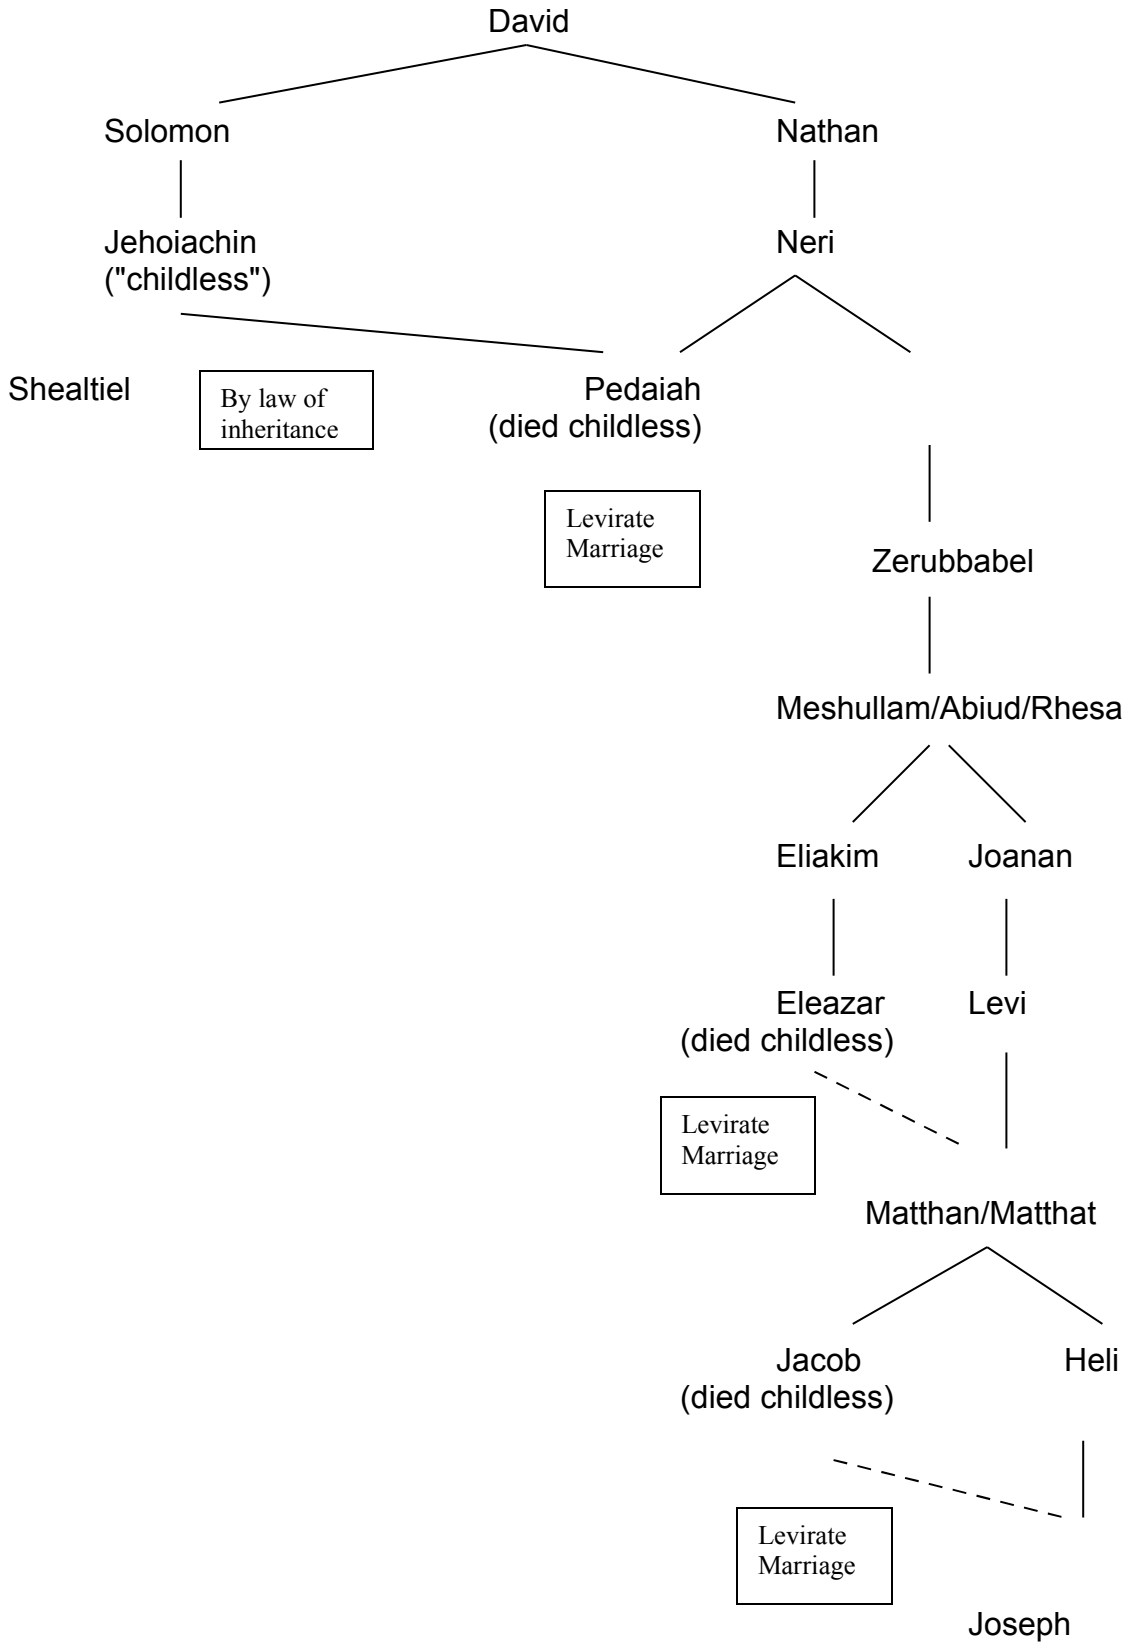 David
Solomon
Nathan
Jehoiachin
("childless")
Neri
Shealtiel
By law of
inheritance
Pedaiah
(died childless)
Levirate
Marriage
Zerubbabel
Meshullam/Abiud/Rhesa
Eliakim
Joanan
Eleazar
(died childless)
Levi
Levirate
Marriage
Matthan/Matthat
Jacob
(died childless)
Heli
Levirate
Marriage
Joseph